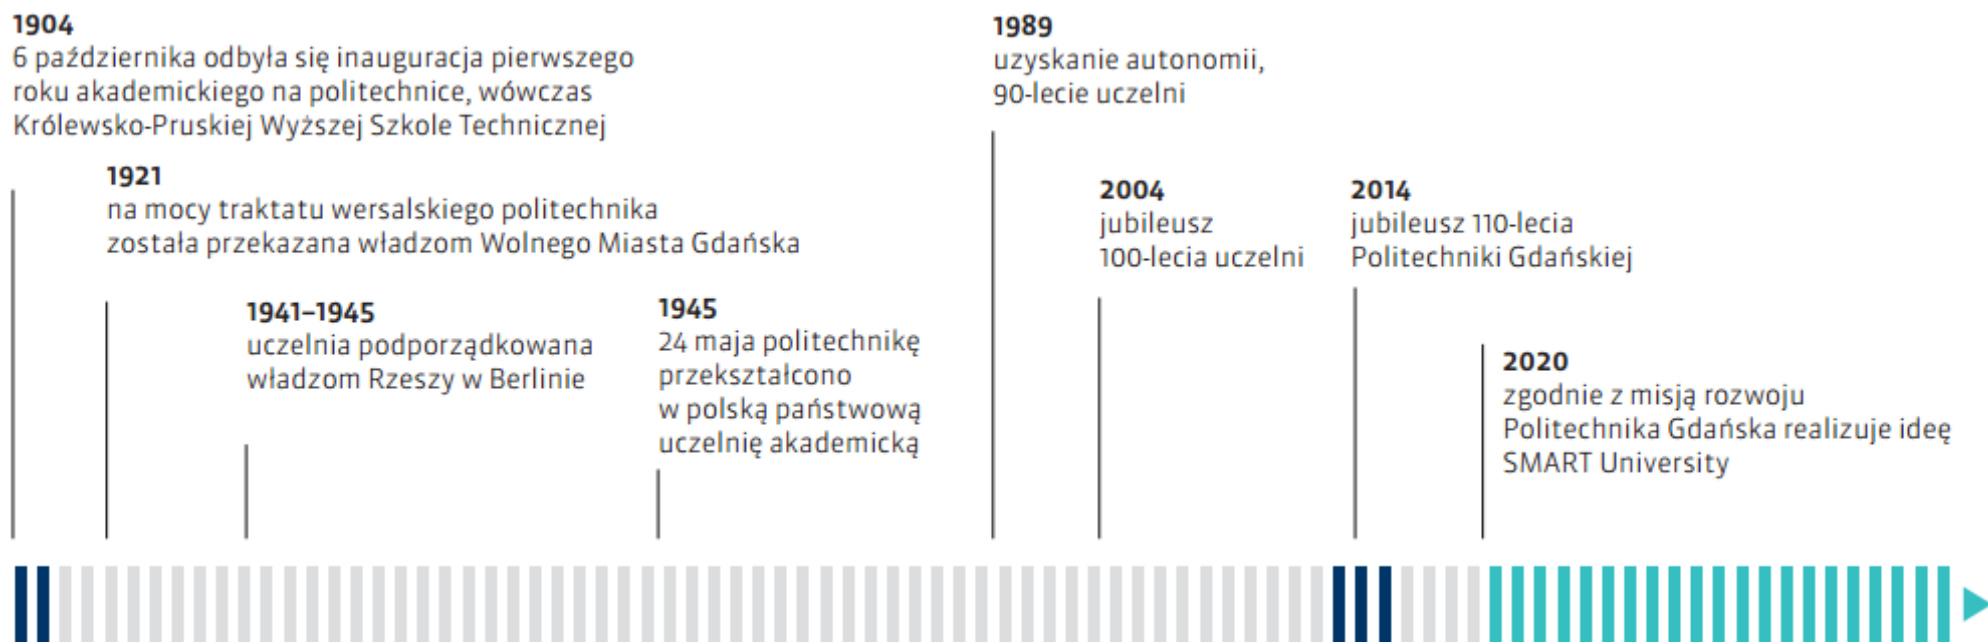 1904
6 października odbyła się inauguracja pierwszego
roku akademickiego na politechnice, wówczas
Królewsko-Pruskiej Wyższej Szkole Technicznej
1921
na mocy traktatu wersalskiego politechnika
została przekazana władzom Wolnego Miasta Gdańska
1941–1945
uczelnia podporządkowana
władzom Rzeszy w Berlinie
1945
24 maja politechnikę
przekształcono
w polską państwową
uczelnię akademicką
1989
uzyskanie autonomii,
90-lecie uczelni
2004
jubileusz
100-lecia uczelni
2014
jubileusz 110-lecia
Politechniki Gdańskiej
2020
zgodnie z misją rozwoju
Politechnika Gdańska realizuje ideę
SMART University